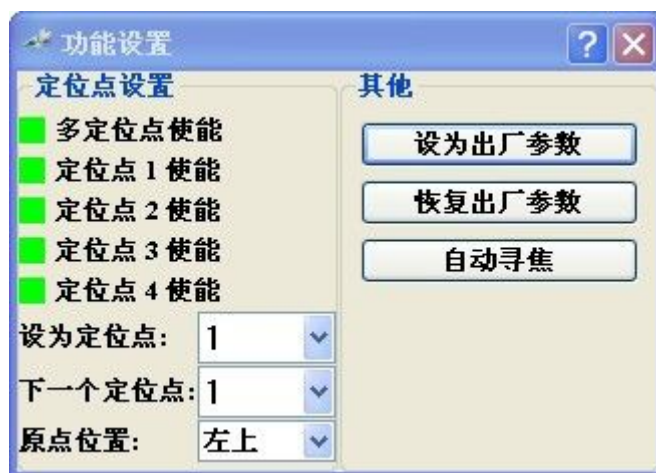 功能设置
定位点设置
多定位点使能
定位点 1 使能
定位点 2 使能
定位点 3 使能
定位点 4 使能
设为定位点: 1
下一个定位点: 1
原点位置: 左上
其他
设为出厂参数
恢复出厂参数
自动寻焦